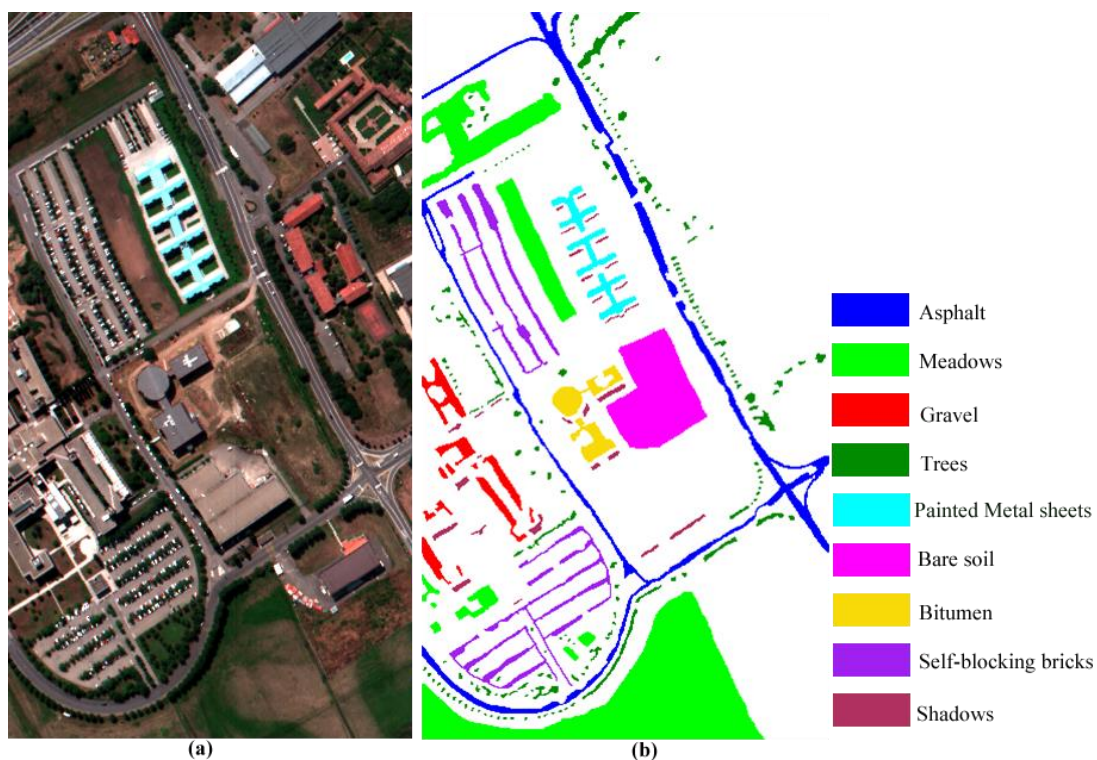 Asphalt
Meadows
Gravel
Trees
Painted Metal sheets
Bare soil
Bitumen
Self-blocking bricks
Shadows
(a)
(b)